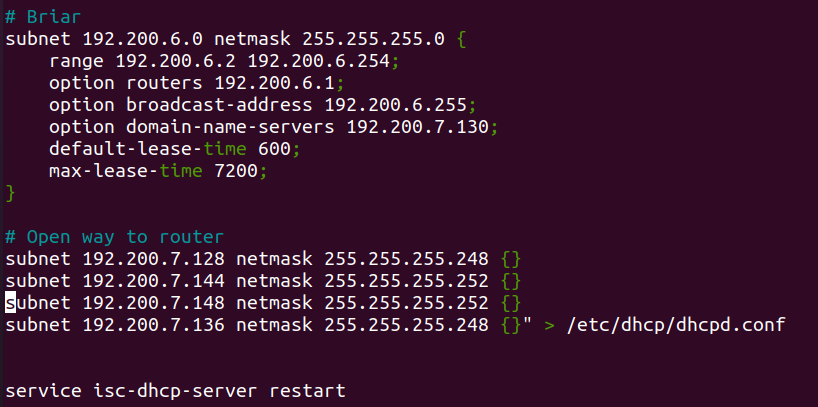 # Briar
subnet 192.200.6.0 netmask 255.255.255.0 {
    range 192.200.6.2 192.200.6.254;
    option routers 192.200.6.1;
    option broadcast-address 192.200.6.255;
    option domain-name-servers 192.200.7.130;
    default-lease-time 600;
    max-lease-time 7200;
}

# Open way to router
subnet 192.200.7.128 netmask 255.255.255.248 {}
subnet 192.200.7.144 netmask 255.255.255.252 {}
subnet 192.200.7.148 netmask 255.255.255.252 {}
subnet 192.200.7.136 netmask 255.255.255.248 {}" > /etc/dhcp/dhcpd.conf


service isc-dhcp-server restart